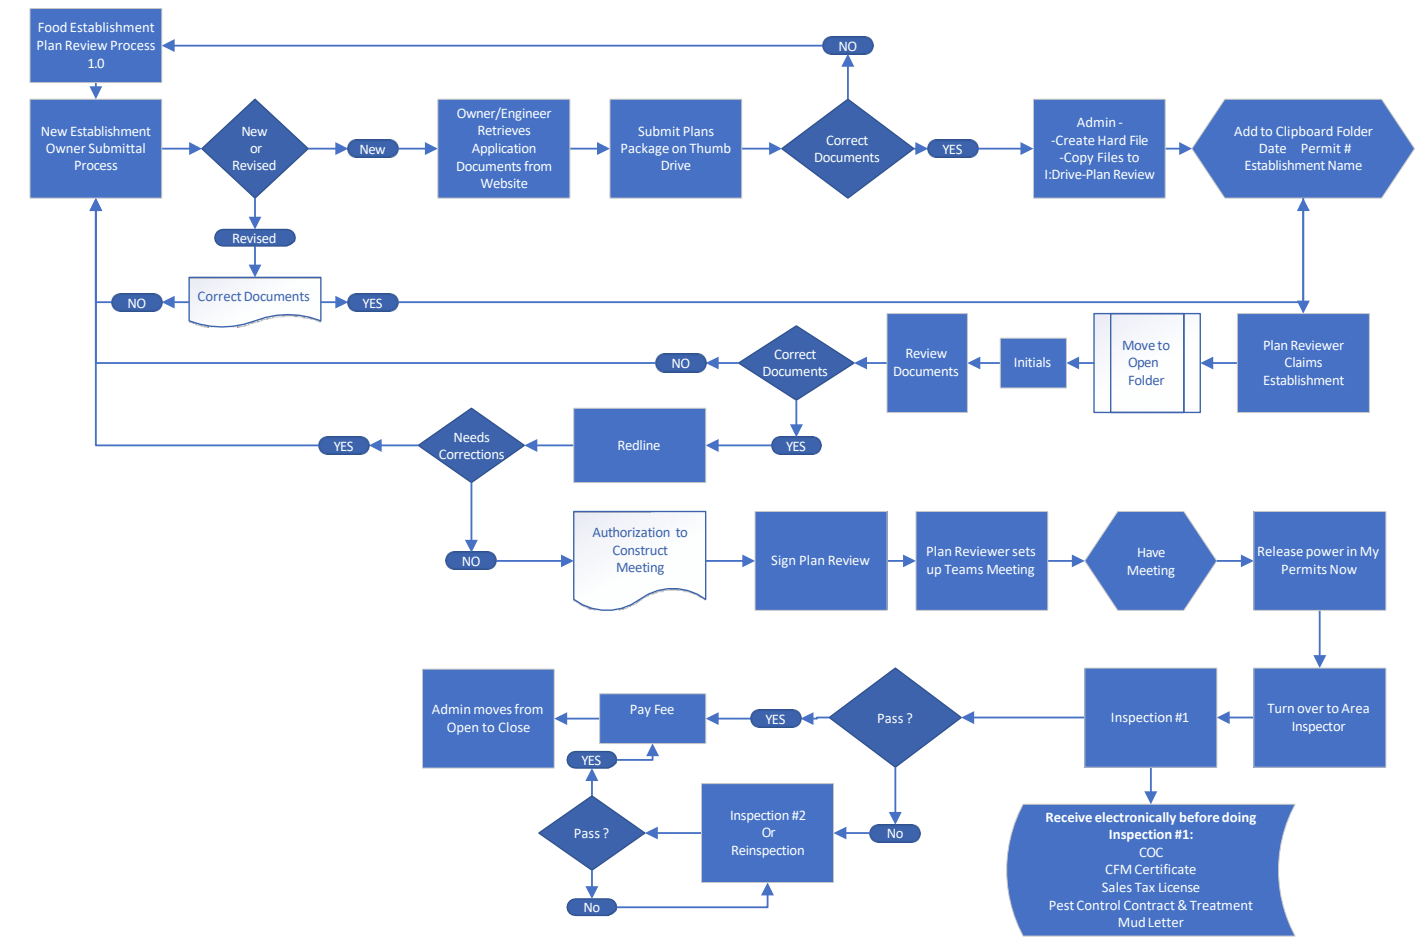 Food Establishment
Plan Review Process
1.0
NO
New Establishment
Owner Submittal
Process
New
or
Revised
New
Owner/Engineer
Retrieves
Application
Documents from
Website
Submit Plans
Package on Thumb
Drive
Correct
Documents
YES
Admin -
-Create Hard File
-Copy Files to
I:Drive-Plan Review
Add to Clipboard Folder
Date Permit #
Establishment Name
Revised
NO
Correct Documents
YES
Plan Reviewer
Claims
Establishment
Move to
Open
Folder
Initials
Review
Documents
Correct
Documents
NO
YES
Redline
Needs
Corrections
YES
NO
Authorization to
Construct
Meeting
Sign Plan Review
Plan Reviewer sets
up Teams Meeting
Have
Meeting
Release power in My
Permits Now
Turn over to Area
Inspector
Inspection #1
Pass ?
YES
Pay Fee
Admin moves from
Open to Close
YES
No
Inspection #2
Or
Reinspection
Pass ?
No
Receive electronically before doing
Inspection #1:
COC
CFM Certificate
Sales Tax License
Pest Control Contract & Treatment
Mud Letter